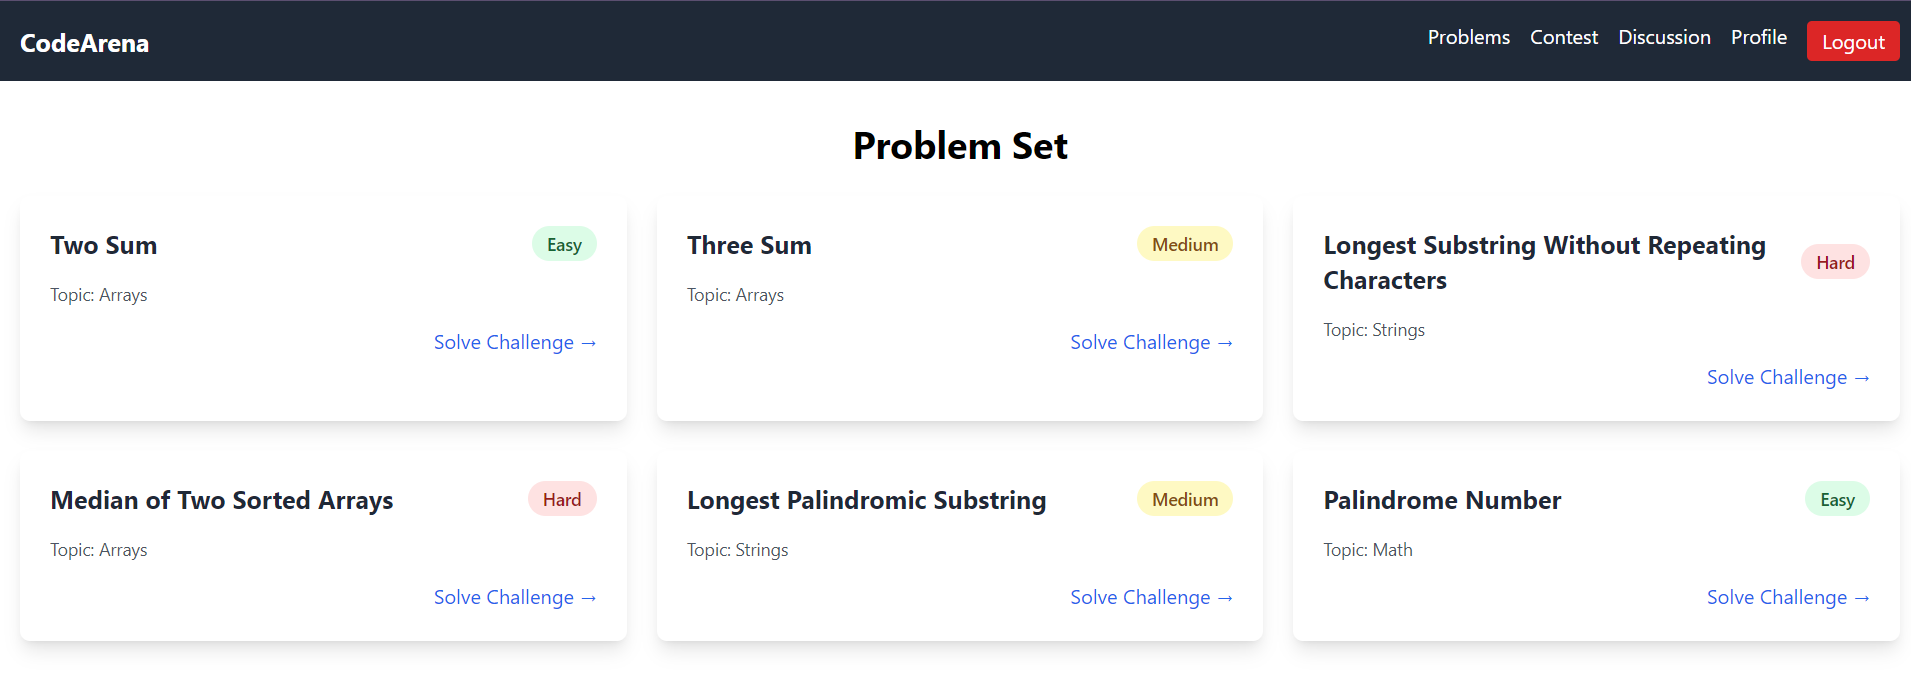 CodeArena
Problems Contest Discussion Profile Logout
Problem Set
Two Sum Easy
Topic: Arrays
Solve Challenge →
Three Sum Medium
Topic: Arrays
Solve Challenge →
Longest Substring Without Repeating
Characters
Hard
Topic: Strings
Solve Challenge →
Median of Two Sorted Arrays Hard
Topic: Arrays
Solve Challenge →
Longest Palindromic Substring Medium
Topic: Strings
Solve Challenge →
Palindrome Number Easy
Topic: Math
Solve Challenge →